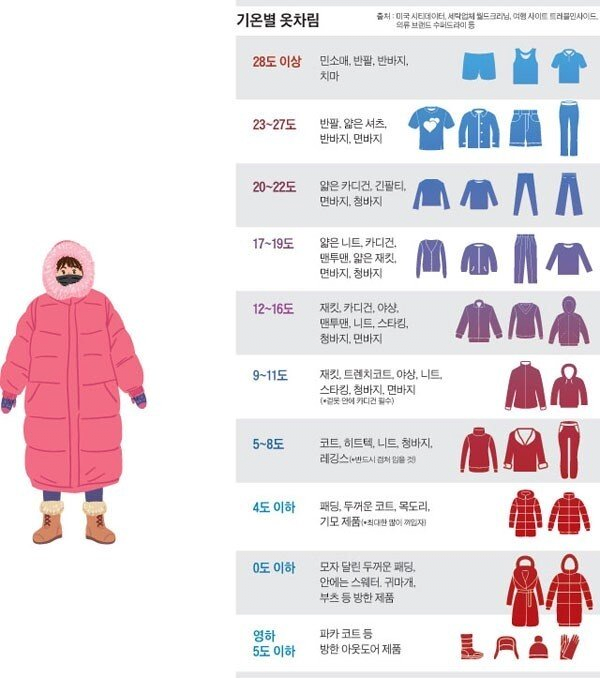 기온별 옷차림
출처 : 미국 시티데이터, 세탁업체 월드크리닝, 여행 사이트 트래블인사이드,
의류 브랜드 수퍼드라이 등
28도 이상
민소매, 반팔, 반바지,
치마
23~27도
반팔, 얇은 셔츠,
반바지, 면바지
20~22도
얇은 카디건, 긴팔티,
면바지, 청바지
17~19도
얇은 니트, 카디건,
맨투맨, 얇은 재킷,
면바지, 청바지
12~16도
재킷, 카디건, 야상,
맨투맨, 니트, 스타킹,
청바지, 면바지
9~11도
재킷, 트렌치코트, 야상, 니트,
스타킹, 청바지, 면바지
(*겉옷 안에 카디건 필수)
5~8도
코트, 히트텍, 니트, 청바지,
레깅스(*반드시 겹쳐 입을 것)
4도 이하
패딩, 두꺼운 코트, 목도리,
기모 제품(*최대한 많이 껴입자)
0도 이하
모자 달린 두꺼운 패딩,
안에는 스웨터. 귀마개,
부츠 등 방한 제품
영하
5도 이하
파카 코트 등
방한 아웃도어 제품